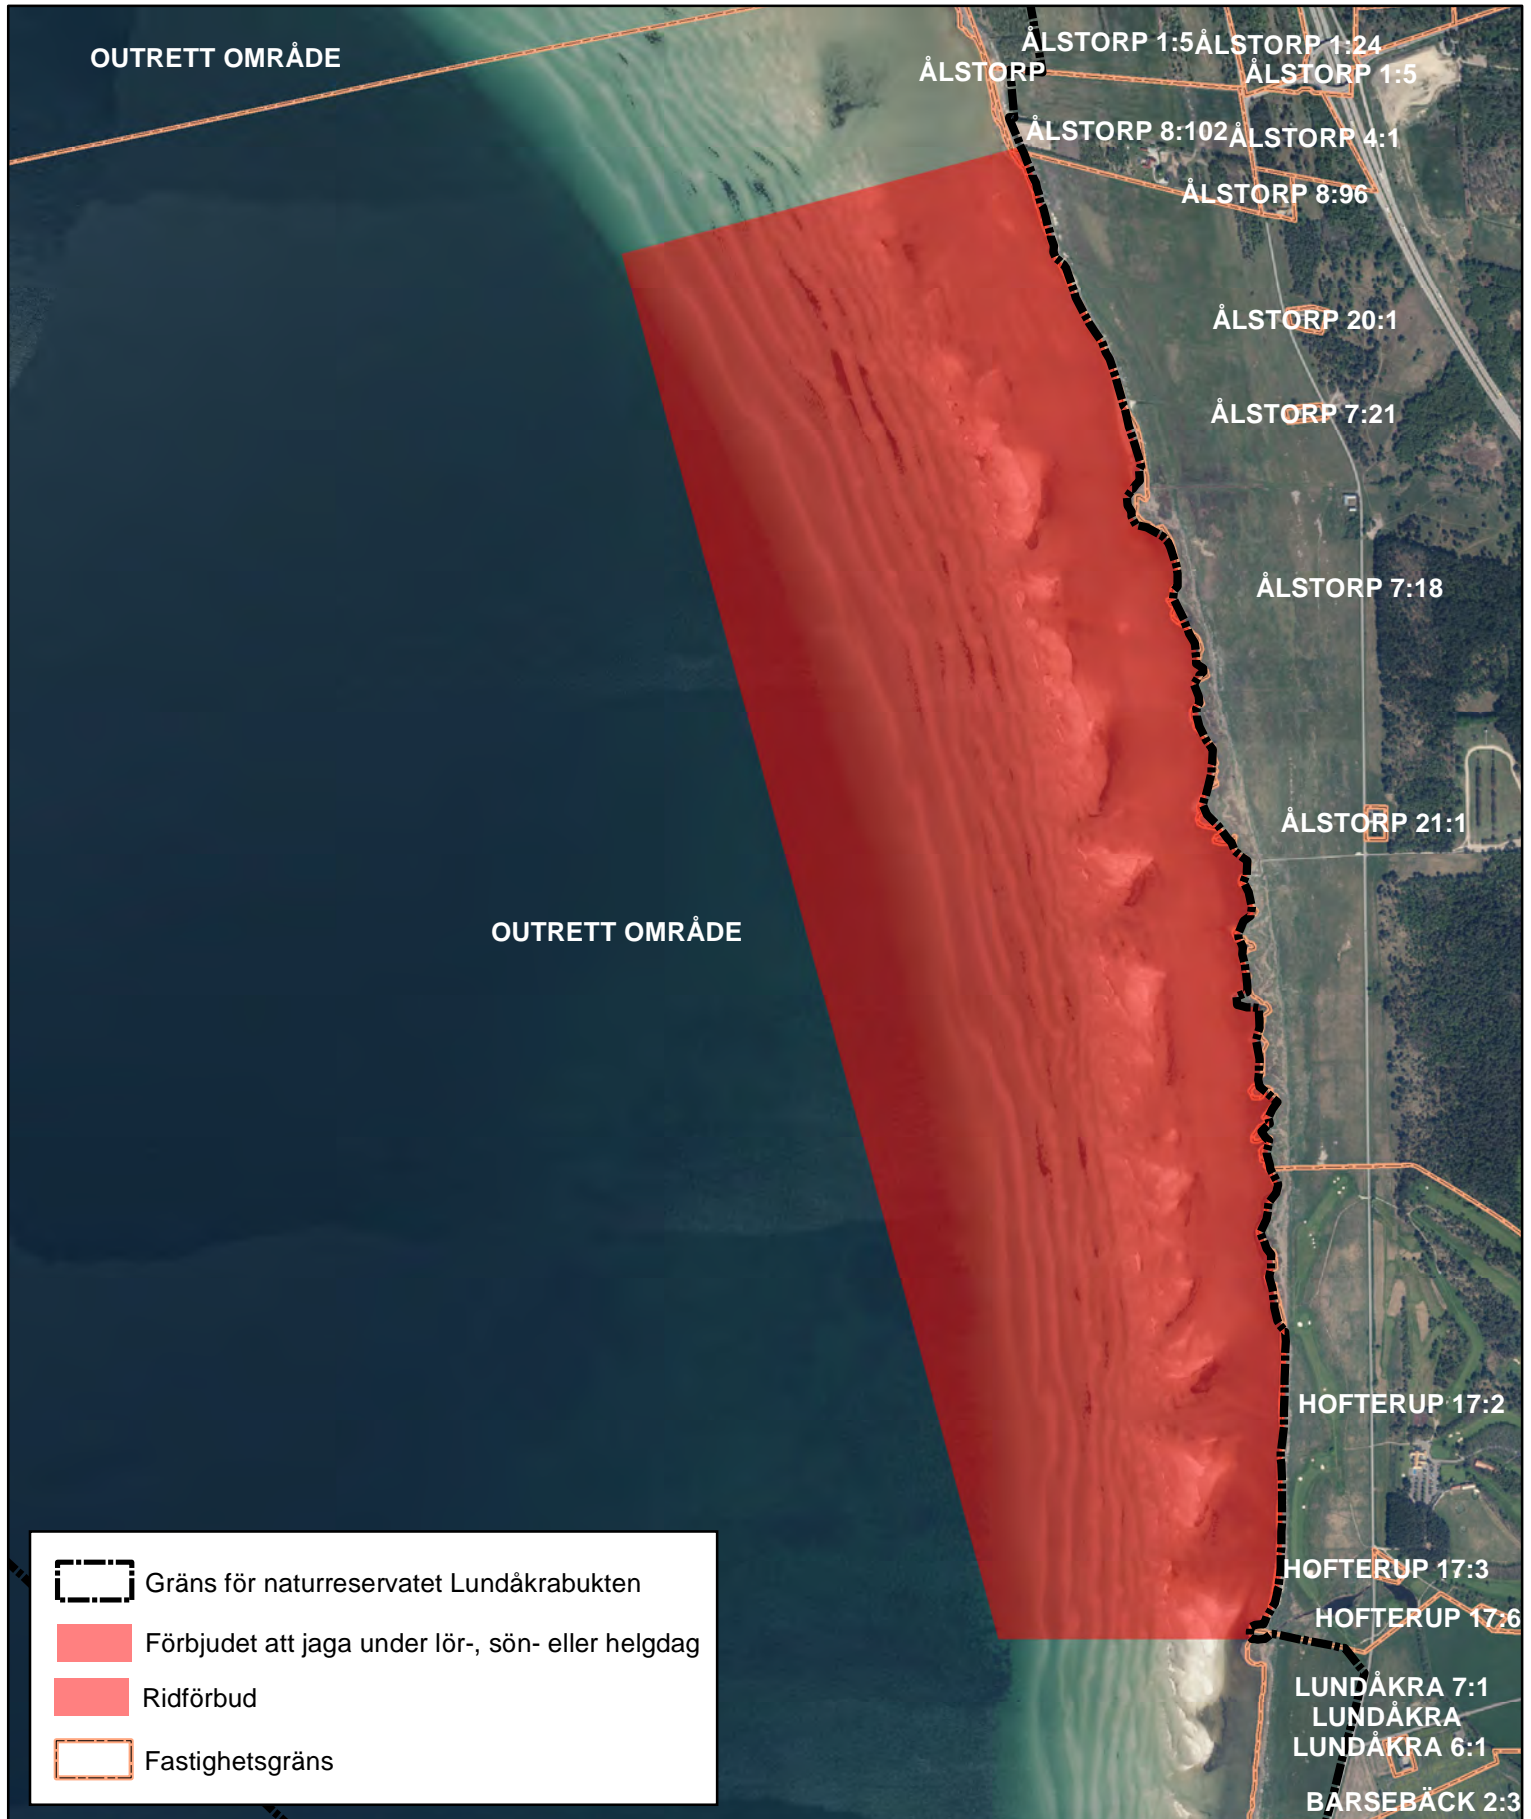 OUTRETT OMRÅDE
ÅLSTORP 1:5
ÅLSTORP 1:24
ÅLSTORP
ÅLSTORP 1:5
ÅLSTORP 8:102
ÅLSTORP 4:1
ÅLSTORP 8:96
ÅLSTORP 20:1
ÅLSTORP 7:21
ÅLSTORP 7:18
ÅLSTORP 21:1
OUTRETT OMRÅDE
HOFTERUP 17:2
HOFTERUP 17:3
HOFTERUP 17:6
LUNDÅKRA 7:1
LUNDÅKRA
LUNDÅKRA 6:1
BARSEBÄCK 2:3
Gräns för naturreservatet Lundåkrabukten
Förbjudet att jaga under lör-, sön- eller helgdag
Ridförbud
Fastighetsgräns